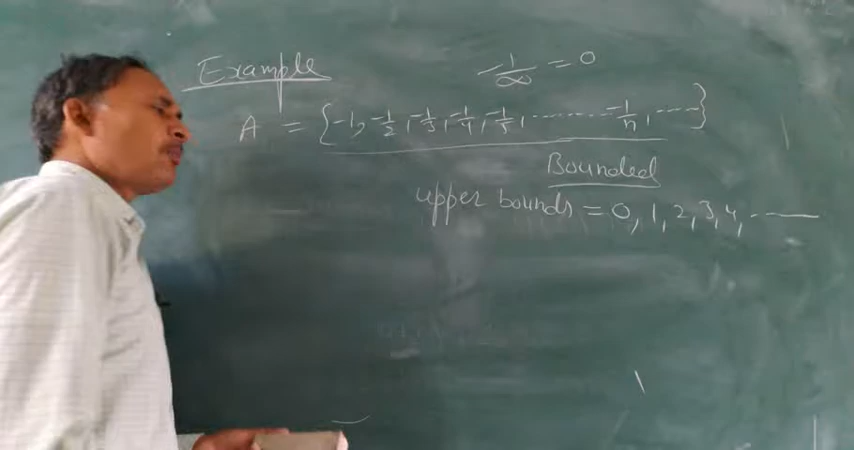 Example
-1/∞ = 0
A = {-1, -1/2, -1/3, -1/4, -1/5, ........ -1/n, ....}
Bounded
upper bounds = 0, 1, 2, 3, 4, ----